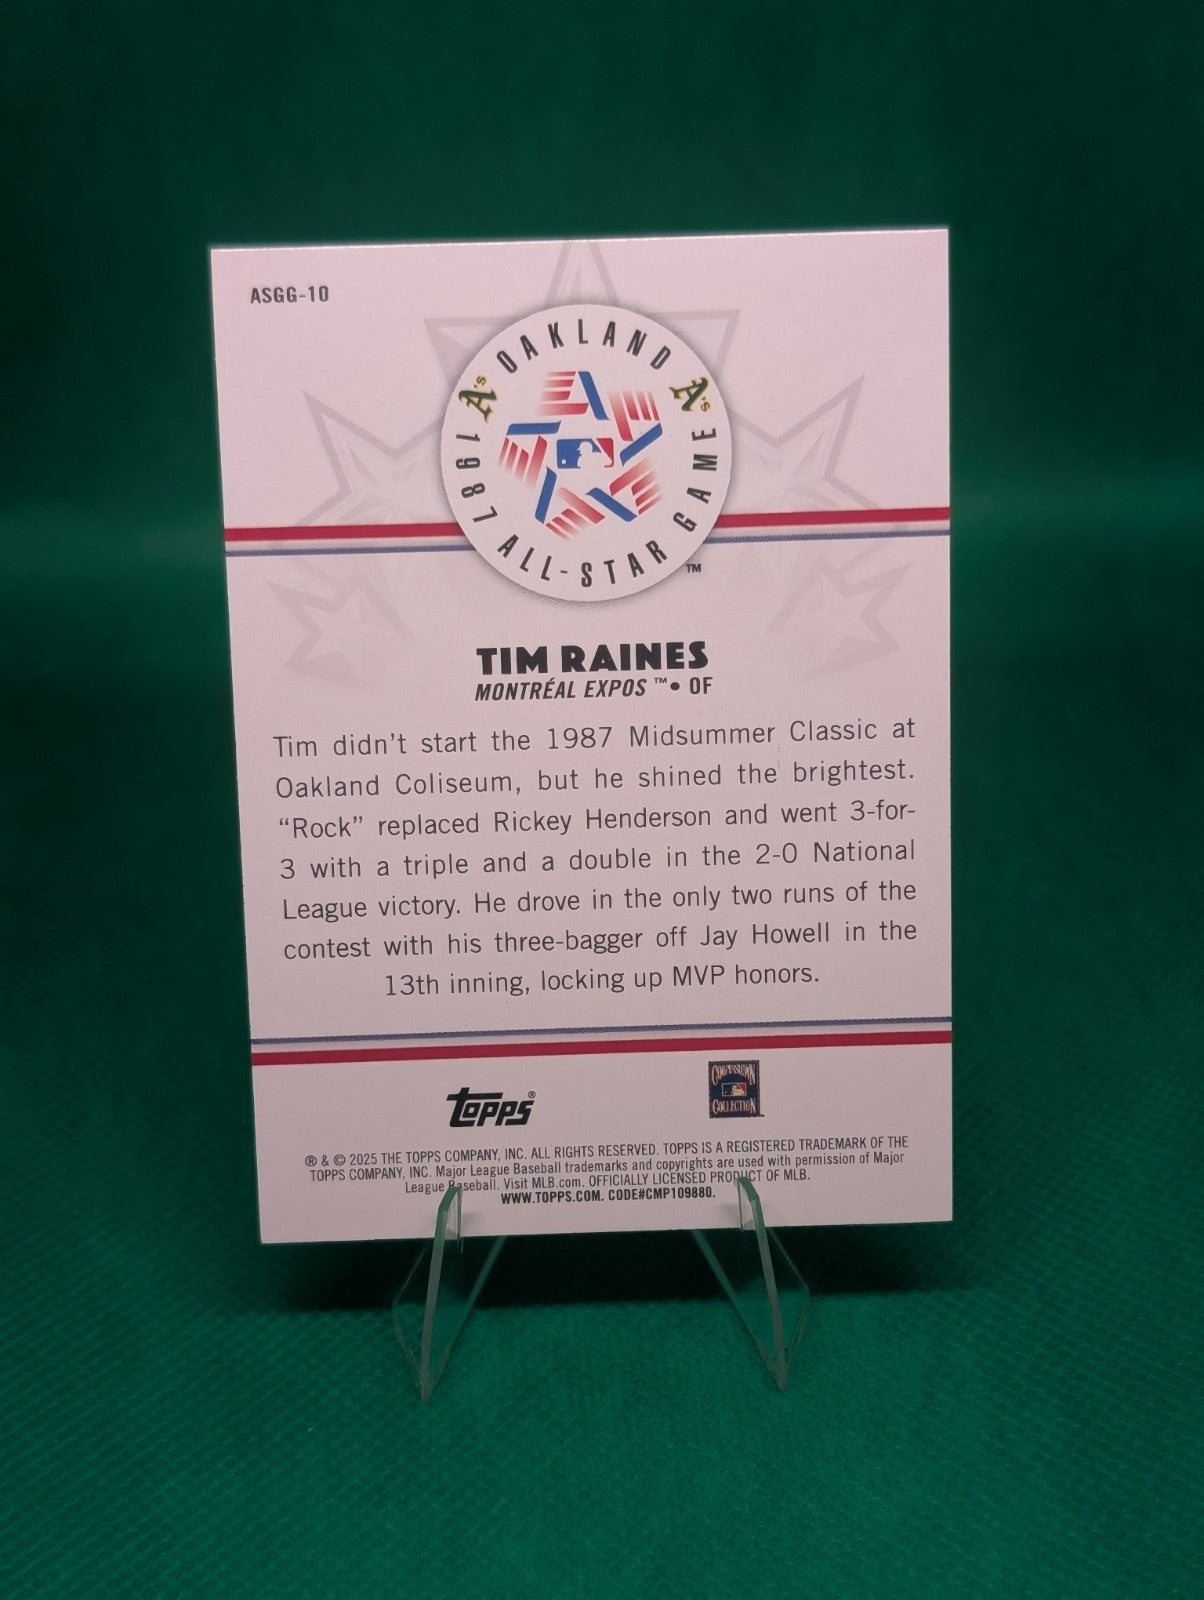 ASGG-10
OAKLAND
A's A's
1987 ALL-STAR GAME
TM
TIM RAINES
MONTRÉAL EXPOS ™ • OF
Tim didn't start the 1987 Midsummer Classic at
Oakland Coliseum, but he shined the brightest.
“Rock” replaced Rickey Henderson and went 3-for-
3 with a triple and a double in the 2-0 National
League victory. He drove in the only two runs of the
contest with his three-bagger off Jay Howell in the
13th inning, locking up MVP honors.
topps®
COOPERSTOWN
COLLECTION
® & © 2025 THE TOPPS COMPANY, INC. ALL RIGHTS RESERVED. TOPPS IS A REGISTERED TRADEMARK OF THE
TOPPS COMPANY, INC. Major League Baseball trademarks and copyrights are used with permission of Major
League Baseball. Visit MLB.com. OFFICIALLY LICENSED PRODUCT OF MLB.
WWW.TOPPS.COM. CODE#CMP109880.